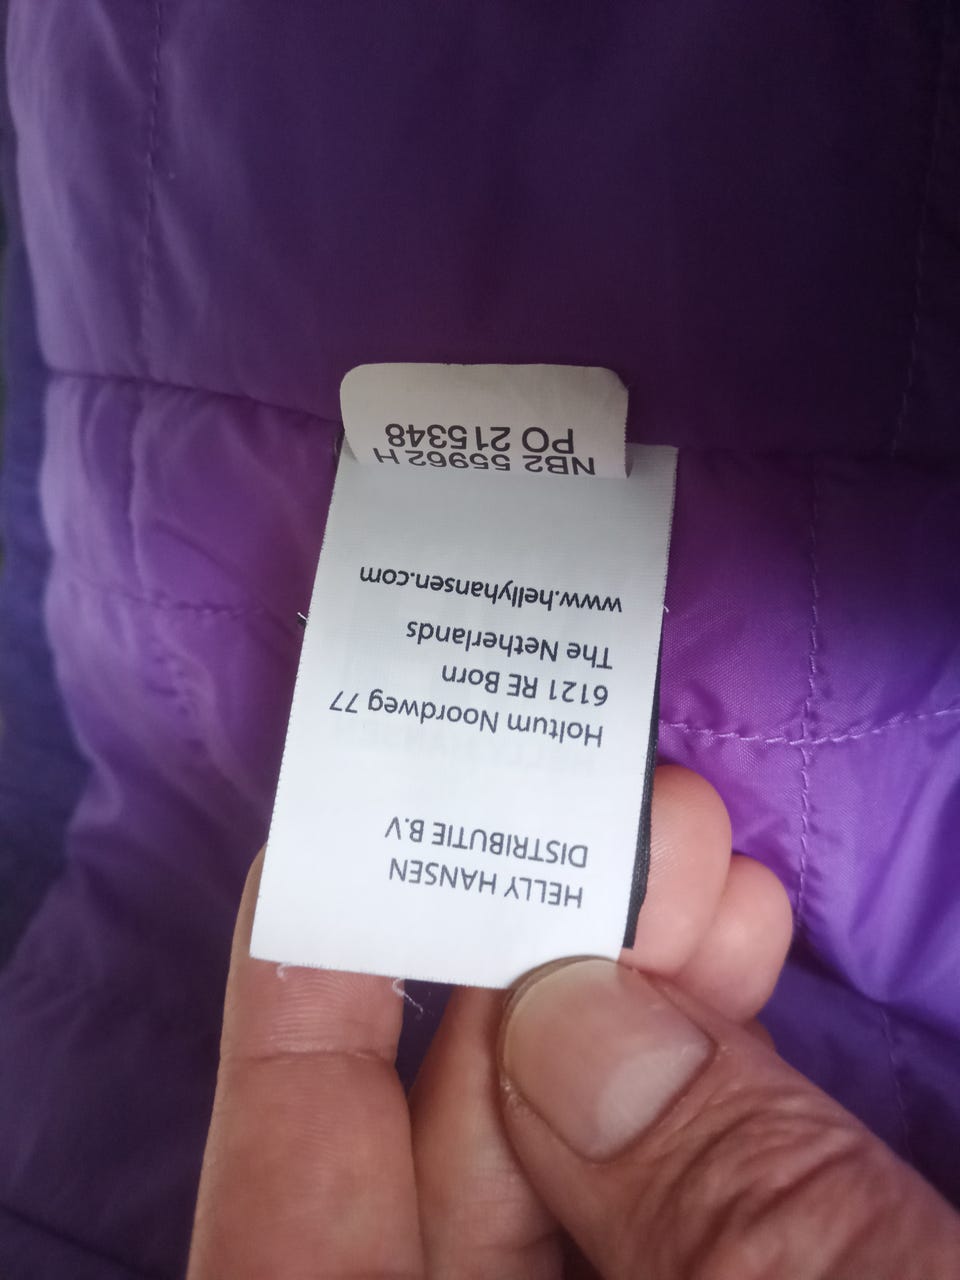 HELLY HANSEN
DISTRIBUTIE B.V
Holtum Noordweg 77
6121 RE Born
The Netherlands
www.hellyhansen.com
NB2 55962 H
PO 215348